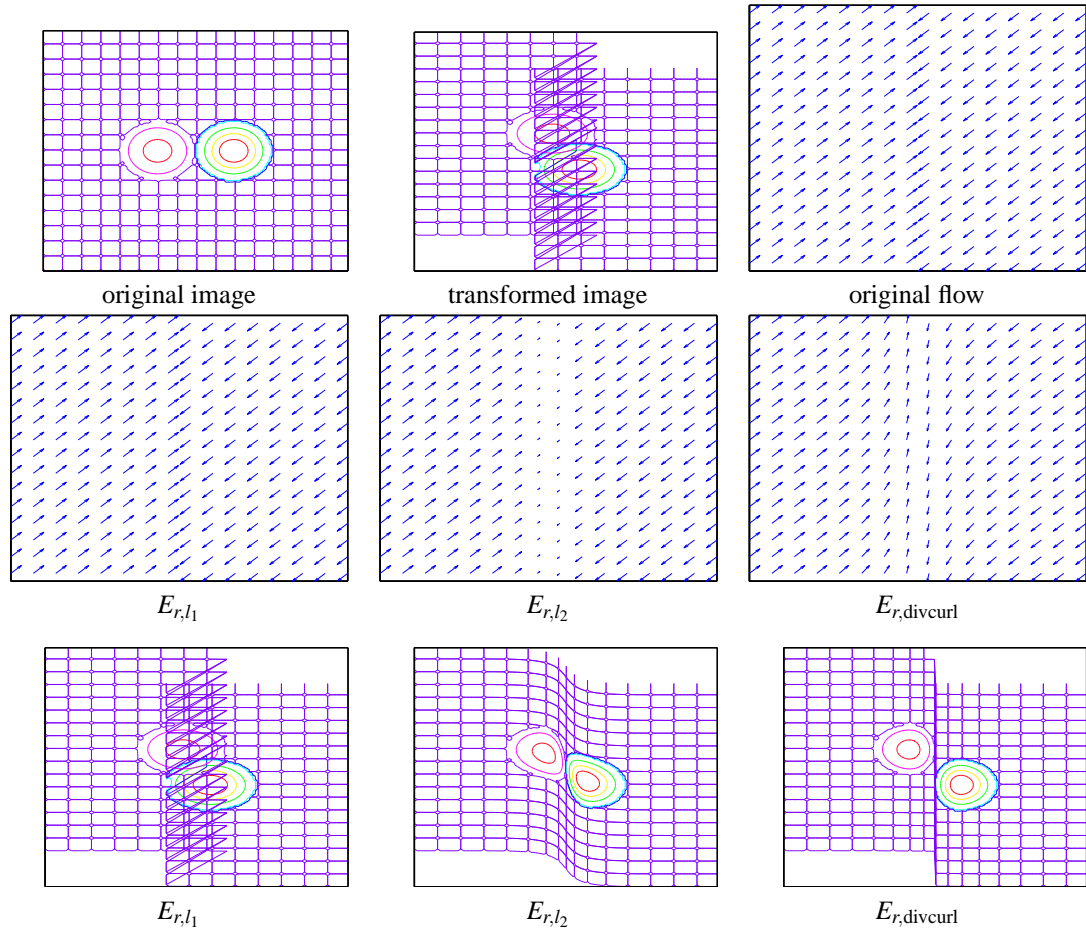 original image
transformed image
original flow
E_{r,l_1}
E_{r,l_2}
E_{r,divcurl}
E_{r,l_1}
E_{r,l_2}
E_{r,divcurl}